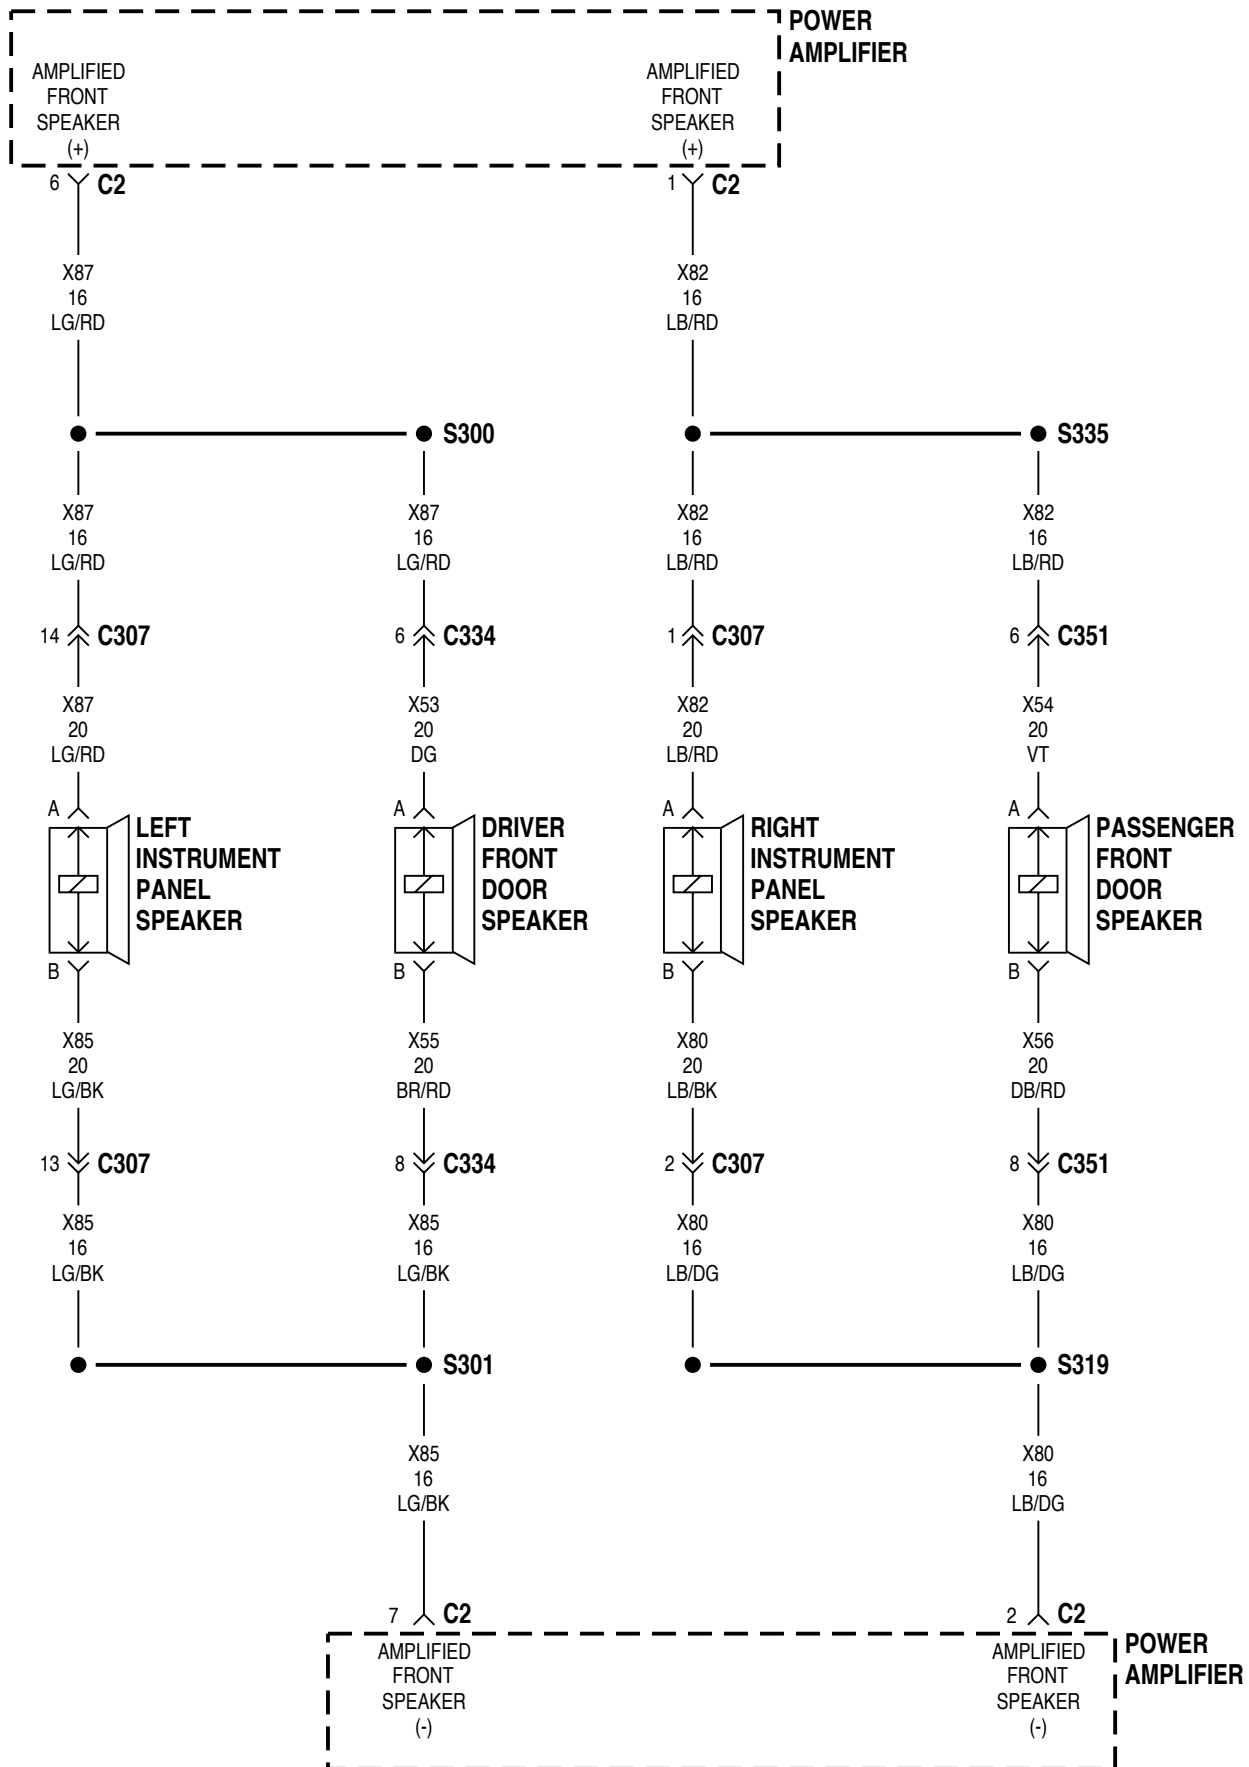 POWER
AMPLIFIER
AMPLIFIED
FRONT
SPEAKER
(+)
AMPLIFIED
FRONT
SPEAKER
(+)
6 C2
1 C2
X87
16
LG/RD
X82
16
LB/RD
S300
S335
X87
16
LG/RD
X87
16
LG/RD
X82
16
LB/RD
X82
16
LB/RD
14 C307
6 C334
1 C307
6 C351
X87
20
LG/RD
X53
20
DG
X82
20
LB/RD
X54
20
VT
A
LEFT
INSTRUMENT
PANEL
SPEAKER
B
A
DRIVER
FRONT
DOOR
SPEAKER
B
A
RIGHT
INSTRUMENT
PANEL
SPEAKER
B
A
PASSENGER
FRONT
DOOR
SPEAKER
B
X85
20
LG/BK
X55
20
BR/RD
X80
20
LB/BK
X56
20
DB/RD
13 C307
8 C334
2 C307
8 C351
X85
16
LG/BK
X85
16
LG/BK
X80
16
LB/DG
X80
16
LB/DG
S301
S319
X85
16
LG/BK
X80
16
LB/DG
7 C2
2 C2
AMPLIFIED
FRONT
SPEAKER
(-)
AMPLIFIED
FRONT
SPEAKER
(-)
POWER
AMPLIFIER